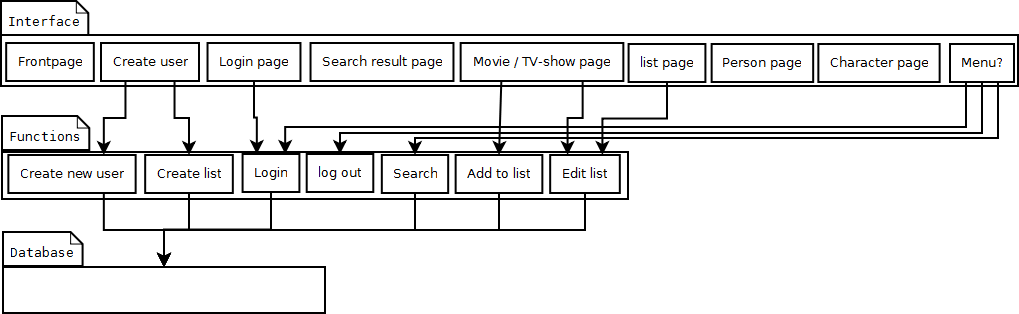 Interface
Frontpage
Create user
Login page
Search result page
Movie / TV-show page
list page
Person page
Character page
Menu?
Functions
Create new user
Create list
Login
log out
Search
Add to list
Edit list
Database